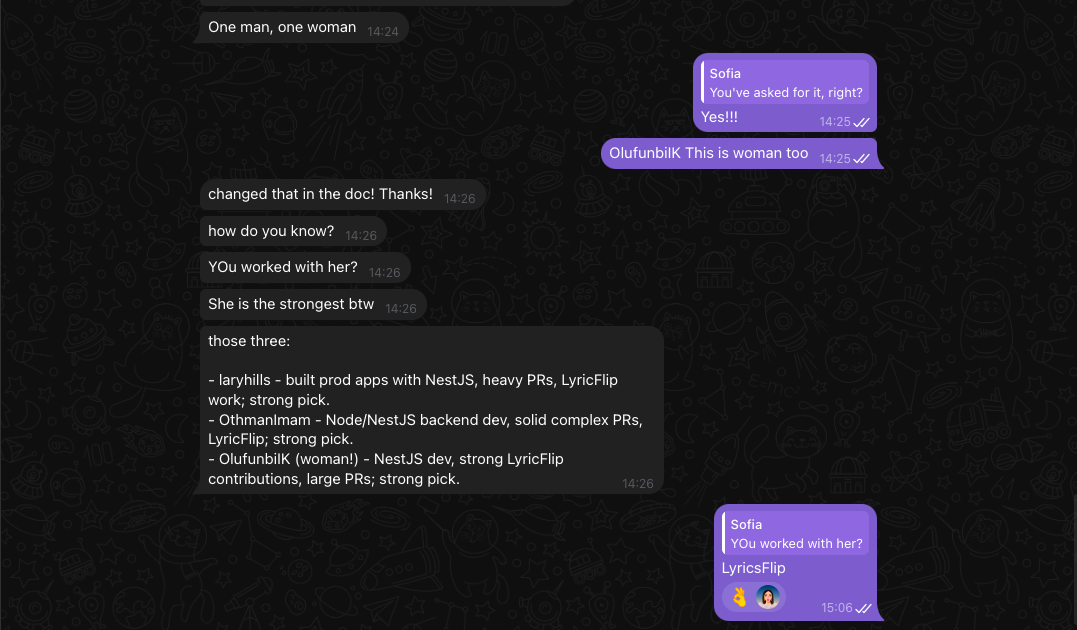 One man, one woman 14:24
Sofia
You've asked for it, right?
Yes!!! 14:25
OlufunbiIK This is woman too 14:25
changed that in the doc! Thanks! 14:26
how do you know? 14:26
YOu worked with her? 14:26
She is the strongest btw 14:26
those three:
- laryhills - built prod apps with NestJS, heavy PRs, LyricFlip
work; strong pick.
- OthmanImam - Node/NestJS backend dev, solid complex PRs,
LyricFlip; strong pick.
- OlufunbiIK (woman!) - NestJS dev, strong LyricFlip
contributions, large PRs; strong pick. 14:26
Sofia
YOu worked with her?
LyricsFlip
15:06